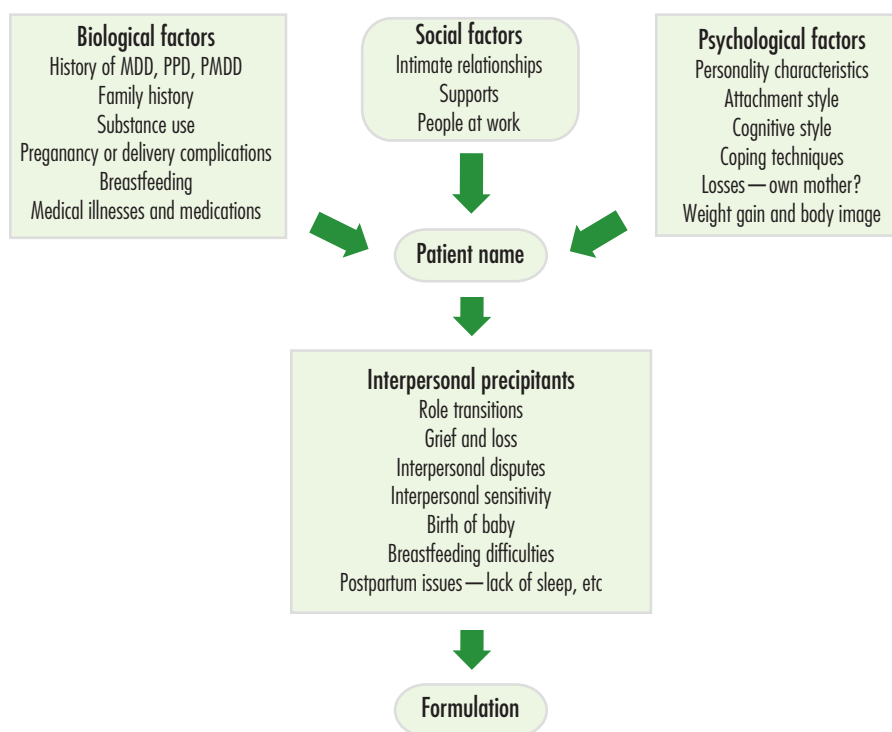 Biological factors
History of MDD, PPD, PMDD
Family history
Substance use
Preganancy or delivery complications
Breastfeeding
Medical illnesses and medications
Social factors
Intimate relationships
Supports
People at work
Psychological factors
Personality characteristics
Attachment style
Cognitive style
Coping techniques
Losses — own mother?
Weight gain and body image
Patient name
Interpersonal precipitants
Role transitions
Grief and loss
Interpersonal disputes
Interpersonal sensitivity
Birth of baby
Breastfeeding difficulties
Postpartum issues — lack of sleep, etc
Formulation